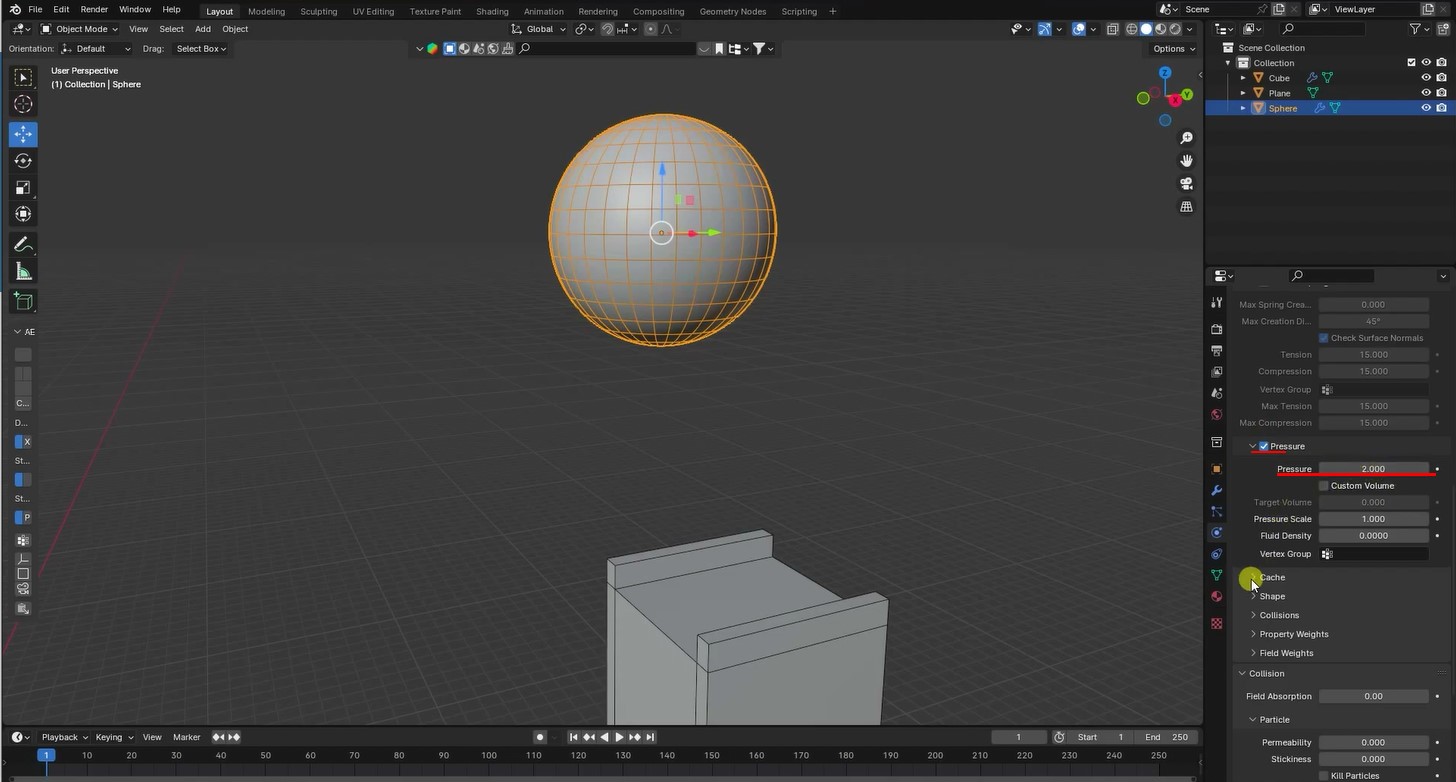 File Edit Render Window Help Layout Modeling Sculpting UV Editing Texture Paint Shading Animation Rendering Compositing Geometry Nodes Scripting + Scene ViewLayer
Object Mode View Select Add Object Global
Orientation: Default Drag: Select Box Options
User Perspective
(1) Collection | Sphere
Z
Y
X
AE
C...
D...
X
St...
St...
P
Scene Collection
Collection
Cube
Plane
Sphere
Max Spring Crea... 0.000
Max Creation Di... 45°
Check Surface Normals
Tension 15.000
Compression 15.000
Vertex Group
Max Tension 15.000
Max Compression 15.000
Pressure
Pressure 2.000
Custom Volume
Target Volume 0.000
Pressure Scale 1.000
Fluid Density 0.0000
Vertex Group
Cache
Shape
Collisions
Property Weights
Field Weights
Collision
Field Absorption 0.00
Particle
Permeability 0.000
Stickiness 0.000
Kill Particles
Playback Keying View Marker 1 Start 1 End 250
1 10 20 30 40 50 60 70 80 90 100 110 120 130 140 150 160 170 180 190 200 210 220 230 240 250